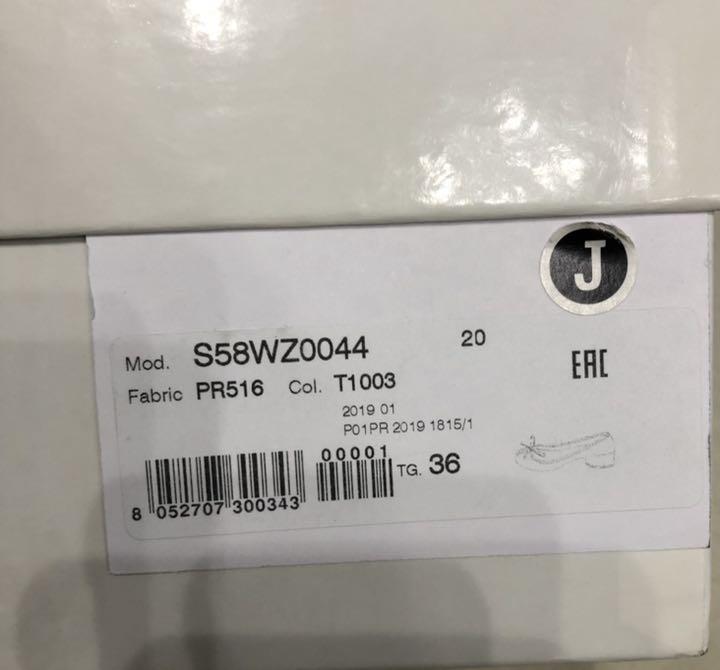 J
Mod. S58WZ0044 20
EAC
Fabric PR516 Col. T1003
2019 01
P01PR 2019 1815/1
00001
TG. 36
8 052707 300343